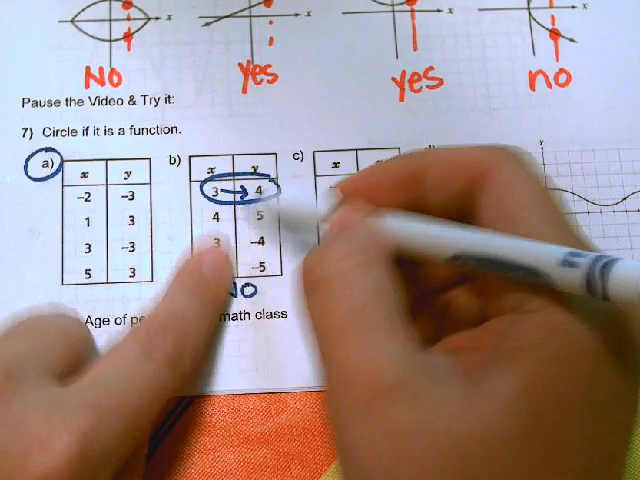 x x x x
NO yes yes no
Pause the Video & Try it:
7) Circle if it is a function.
a) b) c)
x y x y x
-2 -3 3 → 4
1 3 4 5
3 -3 3 -4
5 3 -5
NO
Age of math class